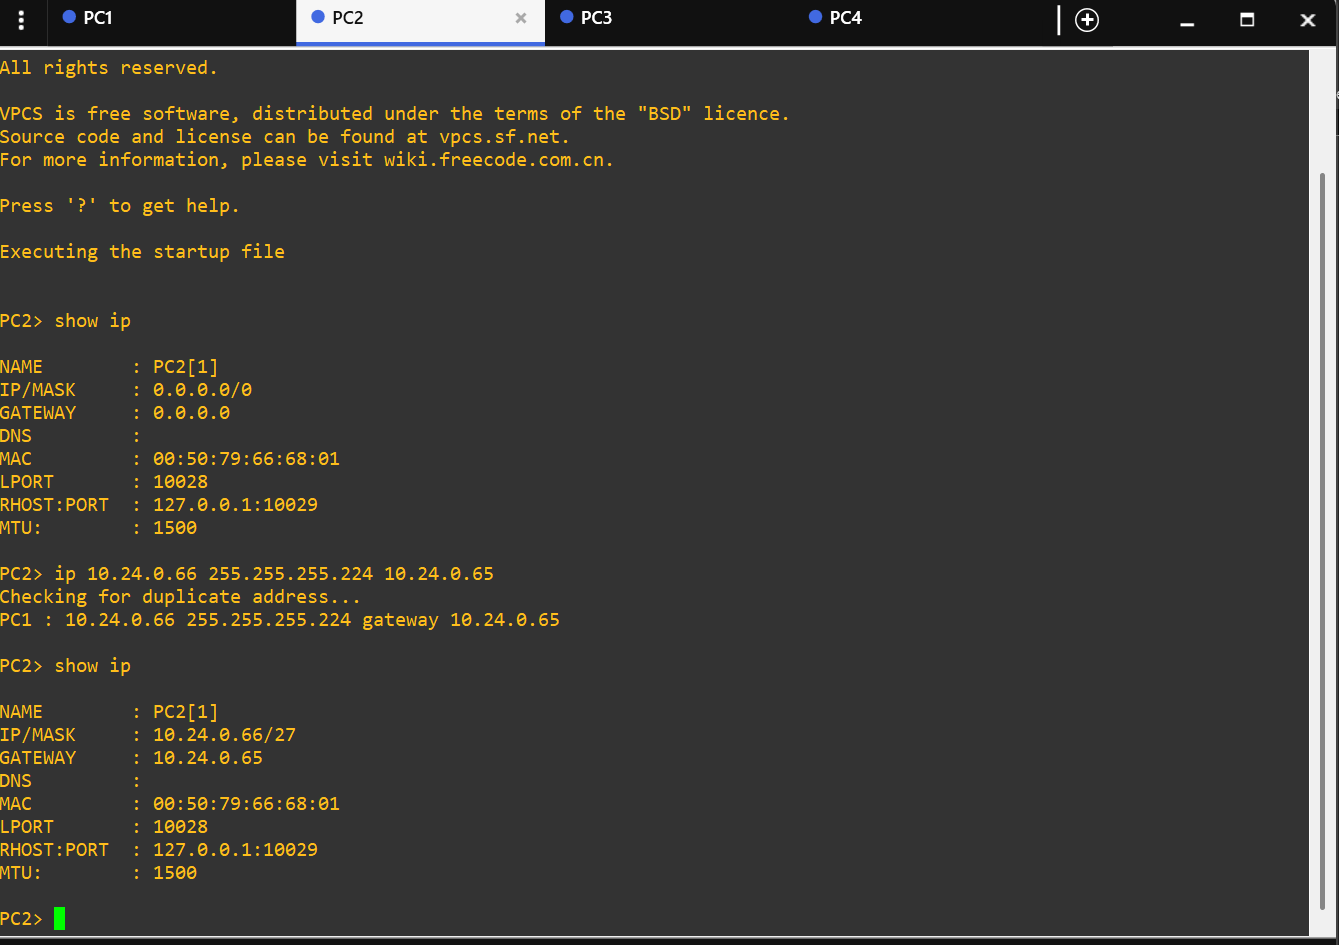 PC1
PC2
PC3
PC4
All rights reserved.
VPCS is free software, distributed under the terms of the "BSD" licence.
Source code and license can be found at vpcs.sf.net.
For more information, please visit wiki.freecode.com.cn.
Press '?' to get help.
Executing the startup file
PC2> show ip
NAME        : PC2[1]
IP/MASK     : 0.0.0.0/0
GATEWAY     : 0.0.0.0
DNS         :
MAC         : 00:50:79:66:68:01
LPORT       : 10028
RHOST:PORT  : 127.0.0.1:10029
MTU:        : 1500
PC2> ip 10.24.0.66 255.255.255.224 10.24.0.65
Checking for duplicate address...
PC1 : 10.24.0.66 255.255.255.224 gateway 10.24.0.65
PC2> show ip
NAME        : PC2[1]
IP/MASK     : 10.24.0.66/27
GATEWAY     : 10.24.0.65
DNS         :
MAC         : 00:50:79:66:68:01
LPORT       : 10028
RHOST:PORT  : 127.0.0.1:10029
MTU:        : 1500
PC2>